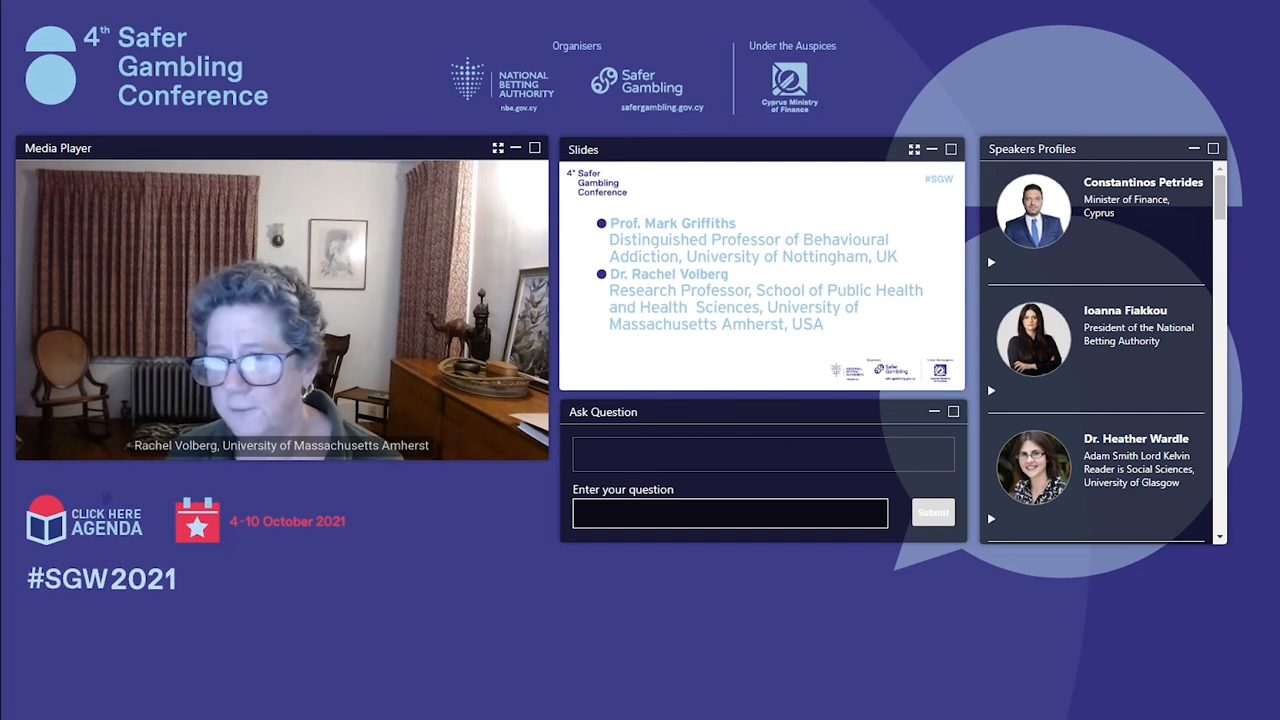 4th Safer
Gambling
Conference
Organisers
NATIONAL
BETTING
AUTHORITY
nba.gov.cy
Safer
Gambling
safergambling.gov.cy
Under the Auspices
Cyprus Ministry
of Finance
Media Player
Rachel Volberg, University of Massachusetts Amherst
Slides
4th Safer
Gambling
Conference
#SGW
Prof. Mark Griffiths
Distinguished Professor of Behavioural
Addiction, University of Nottingham, UK
Dr. Rachel Volberg
Research Professor, School of Public Health
and Health Sciences, University of
Massachusetts Amherst, USA
Safer
Gambling
Ask Question
Enter your question
Submit
Speakers Profiles
Constantinos Petrides
Minister of Finance,
Cyprus
Ioanna Fiakkou
President of the National
Betting Authority
Dr. Heather Wardle
Adam Smith Lord Kelvin
Reader is Social Sciences,
University of Glasgow
CLICK HERE
AGENDA
4-10 October 2021
#SGW2021